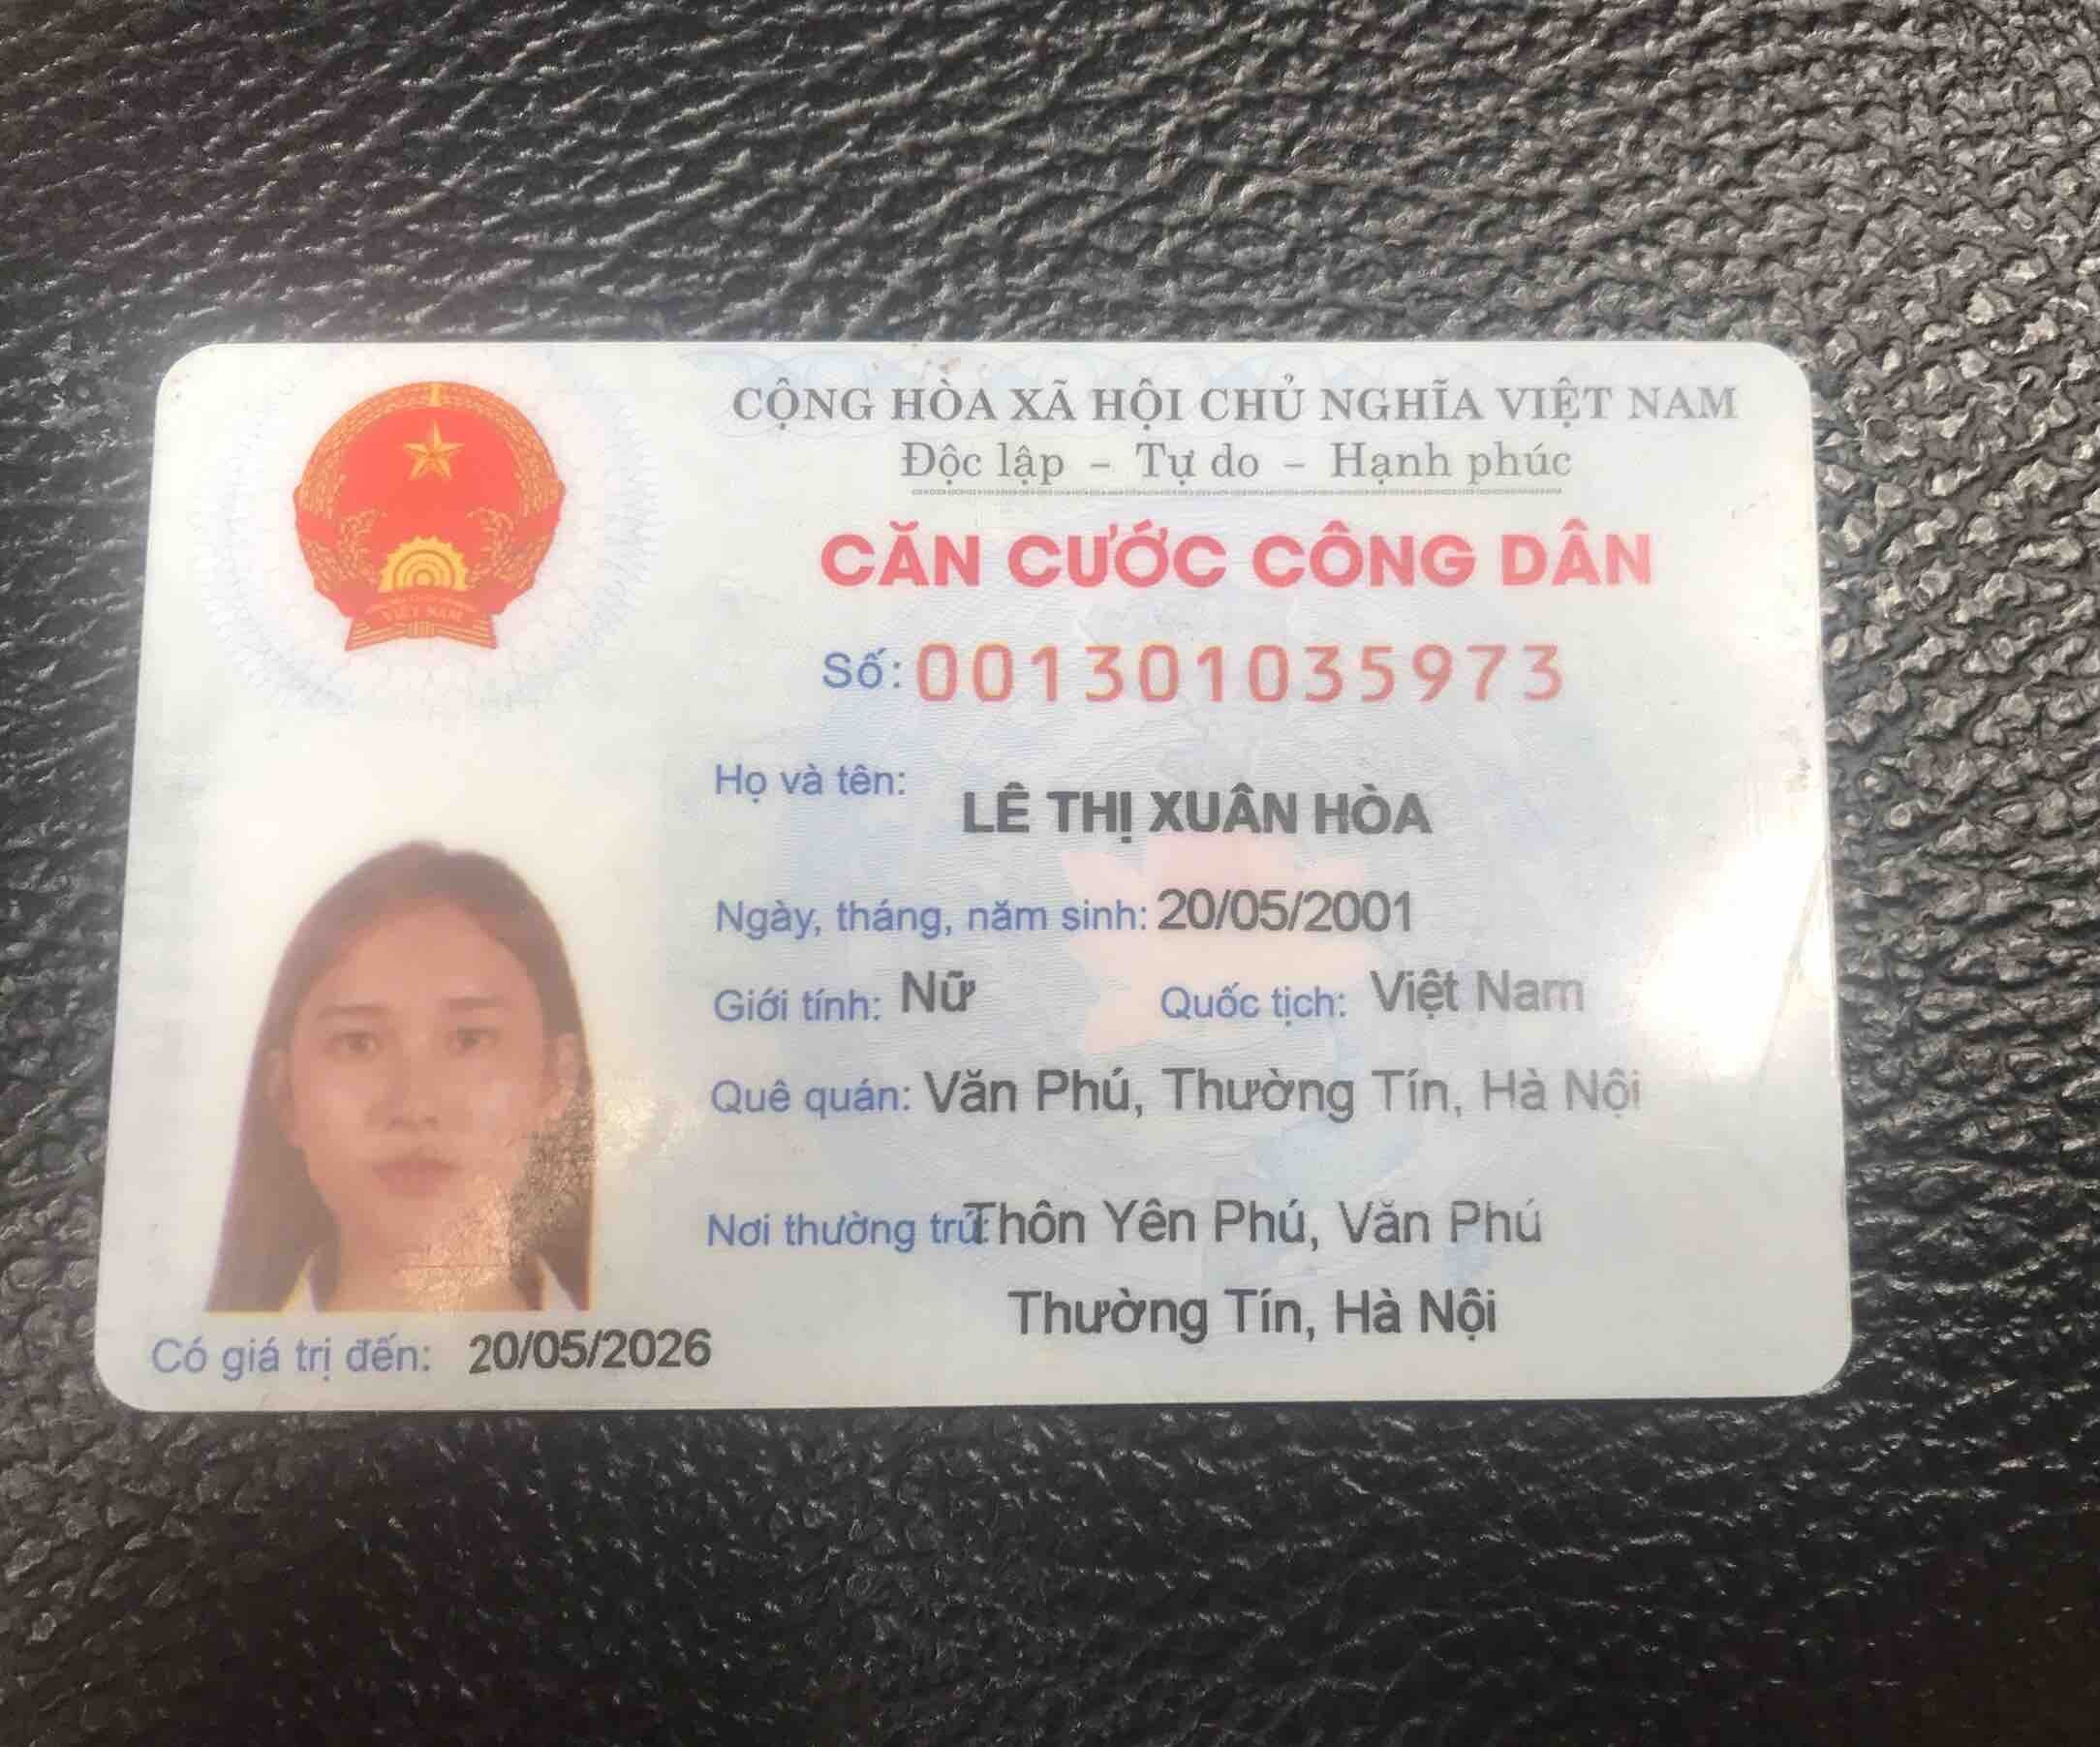 CỘNG HÒA XÃ HỘI CHỦ NGHĨA VIỆT NAM
Độc lập - Tự do - Hạnh phúc
CĂN CƯỚC CÔNG DÂN
Số: 001301035973
Họ và tên: LÊ THỊ XUÂN HÒA
Ngày, tháng, năm sinh: 20/05/2001
Giới tính: Nữ Quốc tịch: Việt Nam
Quê quán: Văn Phú, Thường Tín, Hà Nội
Nơi thường trú: Thôn Yên Phú, Văn Phú
Thường Tín, Hà Nội
Có giá trị đến: 20/05/2026
VIỆT NAM